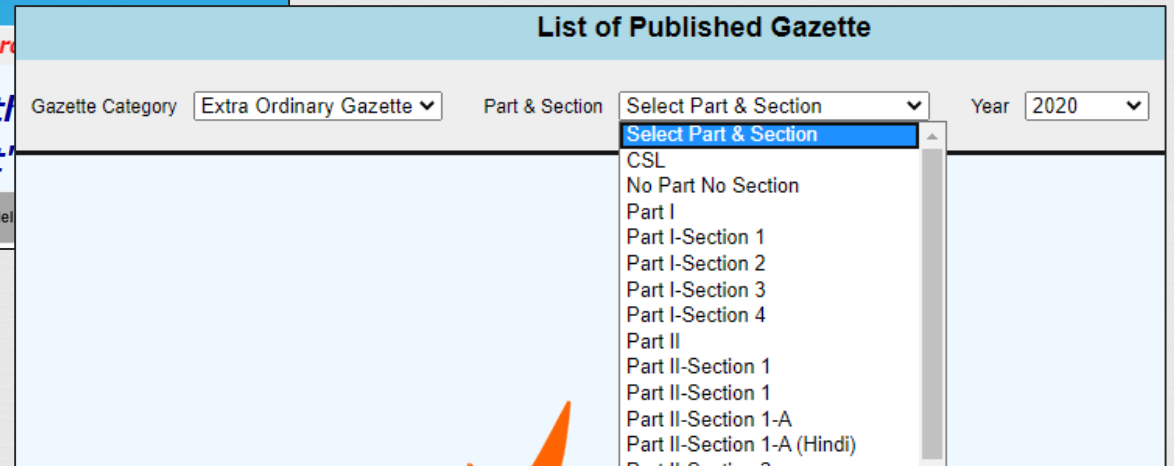 List of Published Gazette
Gazette Category Extra Ordinary Gazette Part & Section Select Part & Section Year 2020
Select Part & Section
CSL
No Part No Section
Part I
Part I-Section 1
Part I-Section 2
Part I-Section 3
Part I-Section 4
Part II
Part II-Section 1
Part II-Section 1
Part II-Section 1-A
Part II-Section 1-A (Hindi)